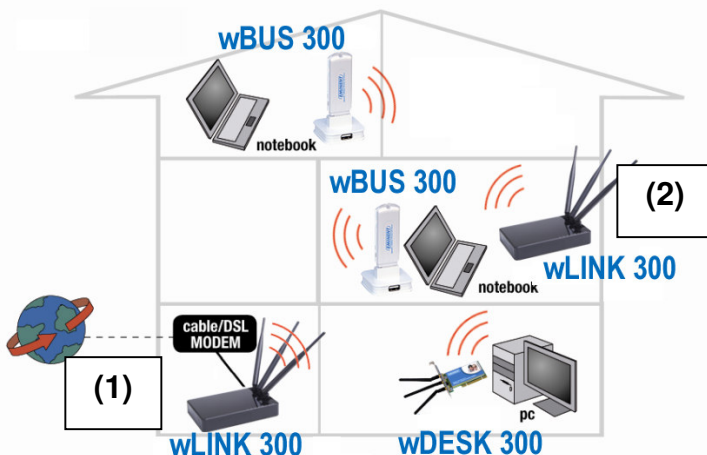 wBUS 300
notebook
wBUS 300
(2)
wLINK 300
notebook
cable/DSL
MODEM
(1)
wLINK 300
wDESK 300
pc